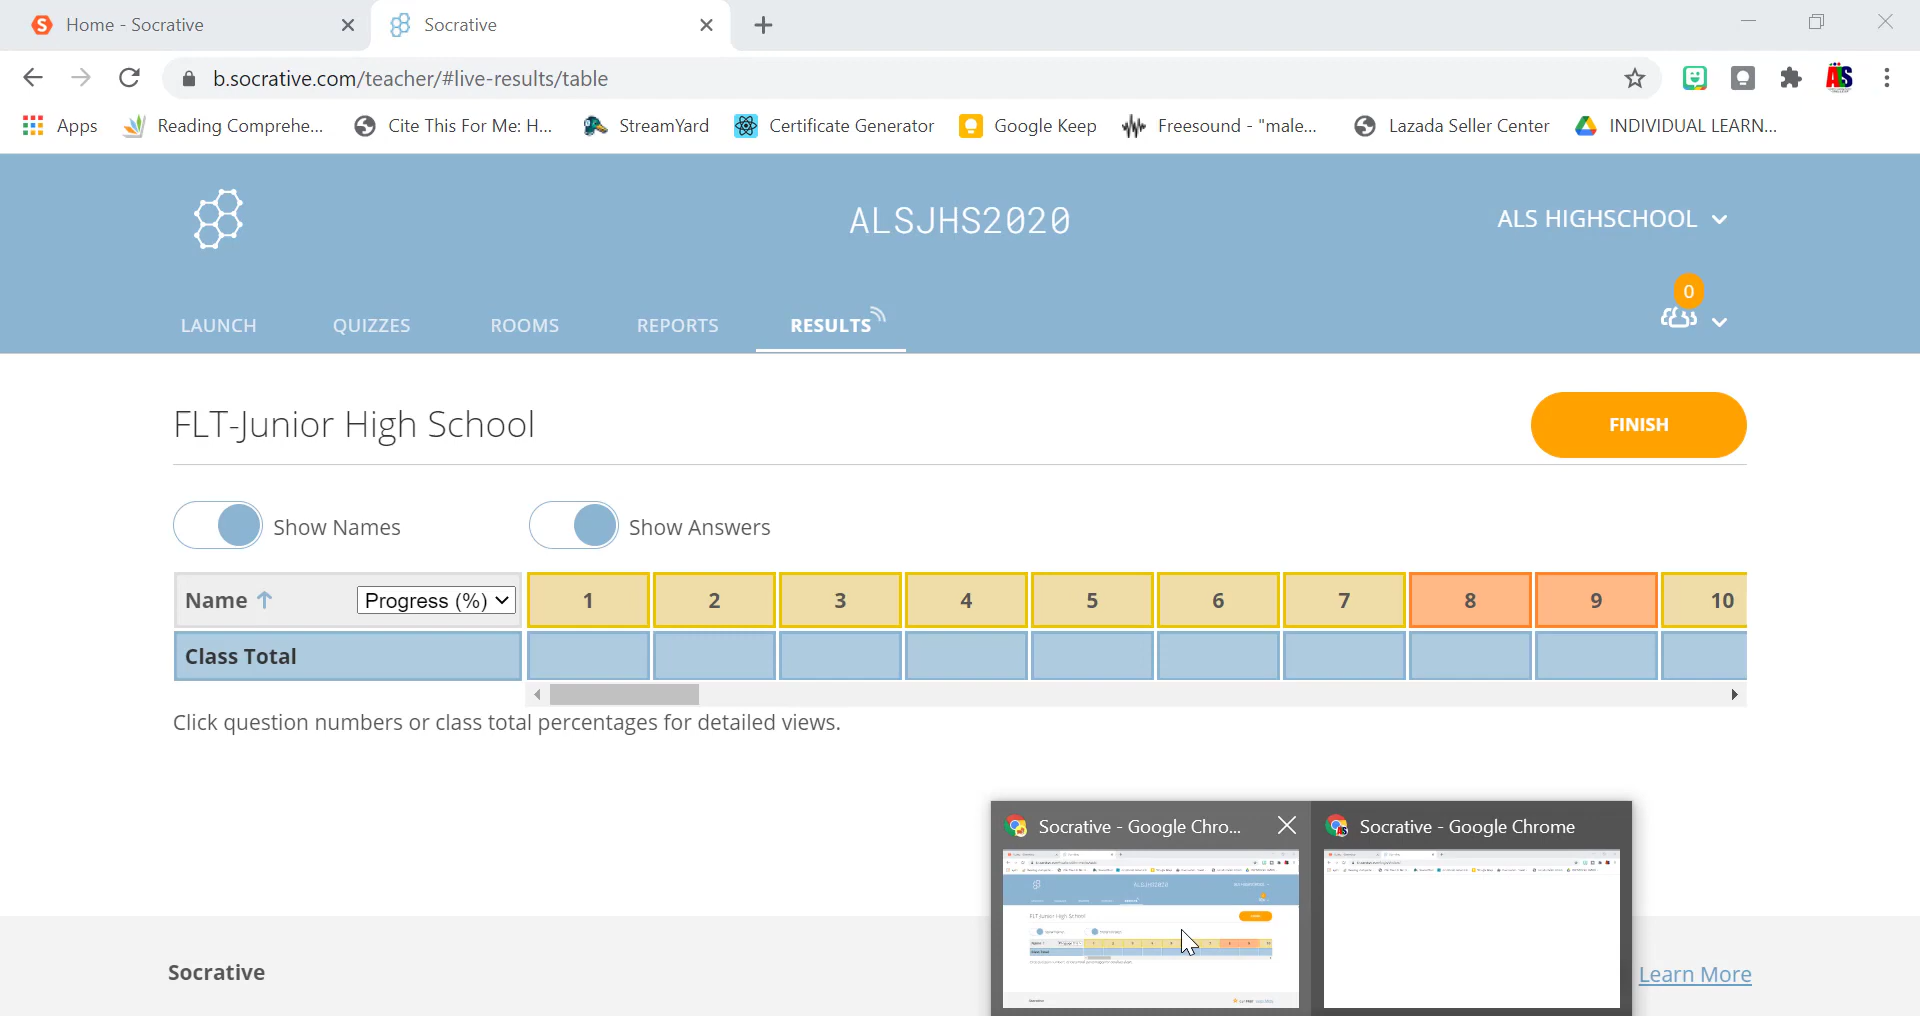 Home - Socrative
Socrative
b.socrative.com/teacher/#live-results/table
Apps
Reading Comprehe...
Cite This For Me: H...
StreamYard
Certificate Generator
Google Keep
Freesound - "male...
Lazada Seller Center
INDIVIDUAL LEARN...
ALSJHS2020
ALS HIGHSCHOOL
0
LAUNCH
QUIZZES
ROOMS
REPORTS
RESULTS
FLT-Junior High School
FINISH
Show Names
Show Answers
Name
Progress (%)
1 2 3 4 5 6 7 8 9 10
Class Total
Click question numbers or class total percentages for detailed views.
Socrative - Google Chro...
Socrative - Google Chrome
Socrative
Learn More